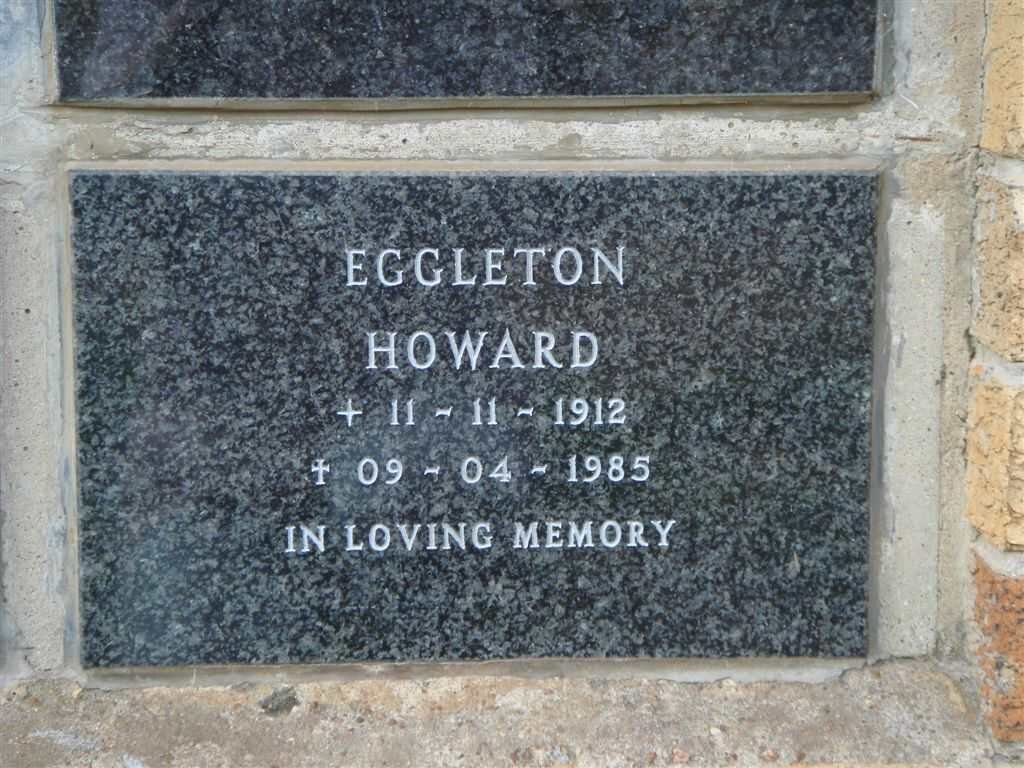 EGGLETON
HOWARD
+ 11 - 11 - 1912
✝ 09 - 04 - 1985
IN LOVING MEMORY